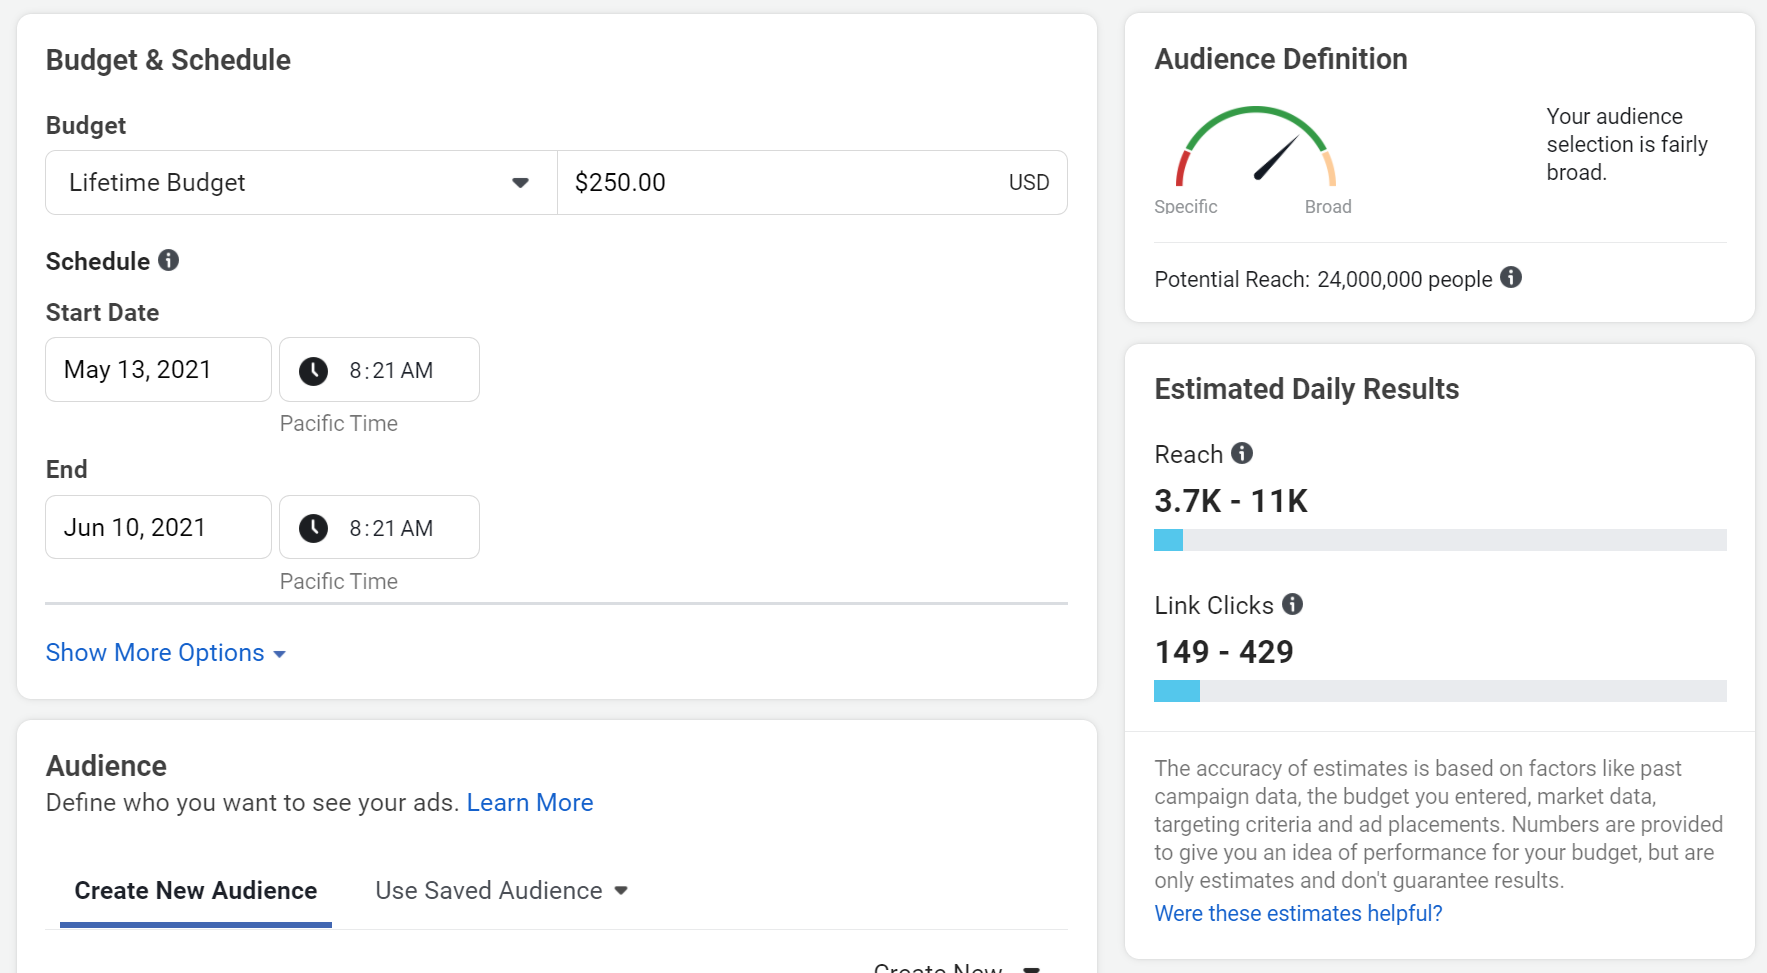 Budget & Schedule
Budget
Lifetime Budget
$250.00 USD
Schedule
Start Date
May 13, 2021
8:21 AM
Pacific Time
End
Jun 10, 2021
8:21 AM
Pacific Time
Show More Options
Audience
Define who you want to see your ads. Learn More
Create New Audience
Use Saved Audience
Create New
Audience Definition
Specific
Broad
Your audience
selection is fairly
broad.
Potential Reach: 24,000,000 people
Estimated Daily Results
Reach
3.7K - 11K
Link Clicks
149 - 429
The accuracy of estimates is based on factors like past
campaign data, the budget you entered, market data,
targeting criteria and ad placements. Numbers are provided
to give you an idea of performance for your budget, but are
only estimates and don't guarantee results.
Were these estimates helpful?